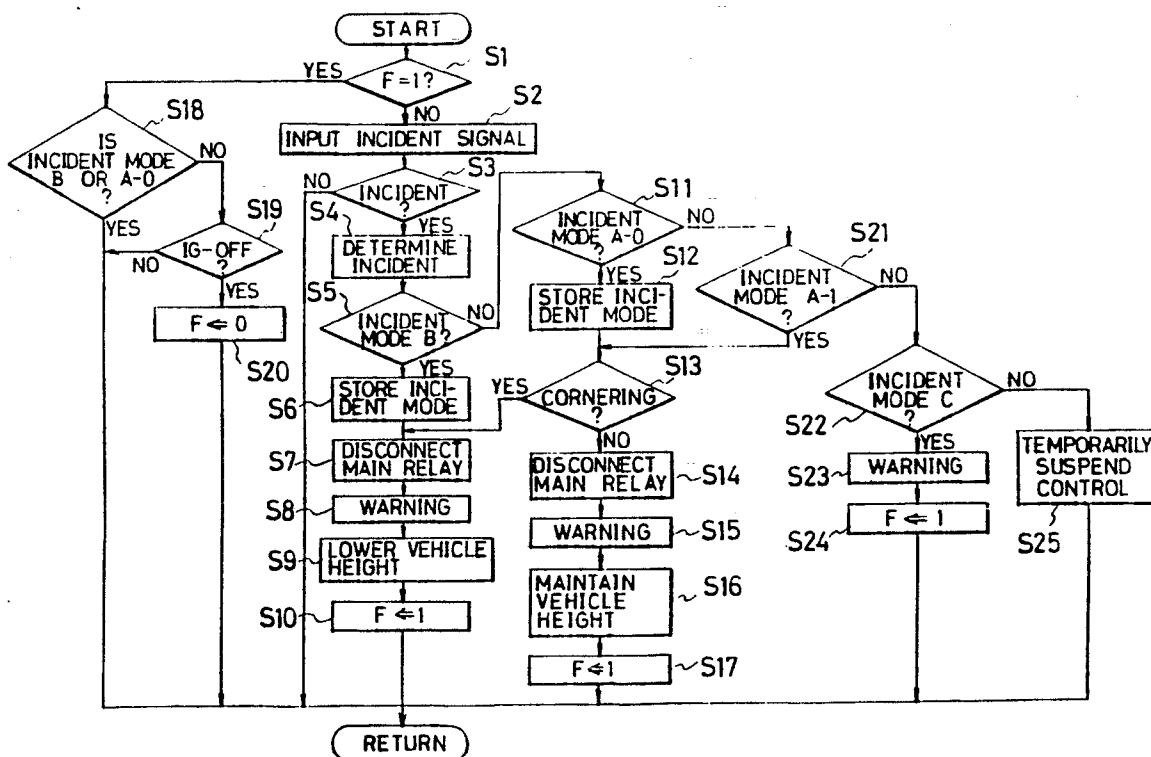 START
S1
F=1?
YES
NO
S2
INPUT INCIDENT SIGNAL
S18
IS
INCIDENT MODE
B OR A-0
?
NO
YES
S19
IG-OFF
?
NO
YES
F ⇐ 0
S20
S3
INCIDENT
?
NO
YES
S4
DETERMINE
INCIDENT
S5
INCIDENT
MODE B?
NO
YES
S6
STORE INCI-
DENT MODE
S7
DISCONNECT
MAIN RELAY
S8
WARNING
S9
LOWER VEHICLE
HEIGHT
S10
F ⇐ 1
S11
INCIDENT
MODE A-0
?
NO
YES
S12
STORE INCI-
DENT MODE
S13
CORNERING
?
YES
NO
DISCONNECT
MAIN RELAY
S14
WARNING
S15
MAINTAIN
VEHICLE
HEIGHT
S16
F ⇐ 1
S17
S21
INCIDENT
MODE A-1
?
NO
YES
INCIDENT
MODE C
?
S22
NO
YES
S23
WARNING
S24
F ⇐ 1
TEMPORARILY
SUSPEND
CONTROL
S25
RETURN